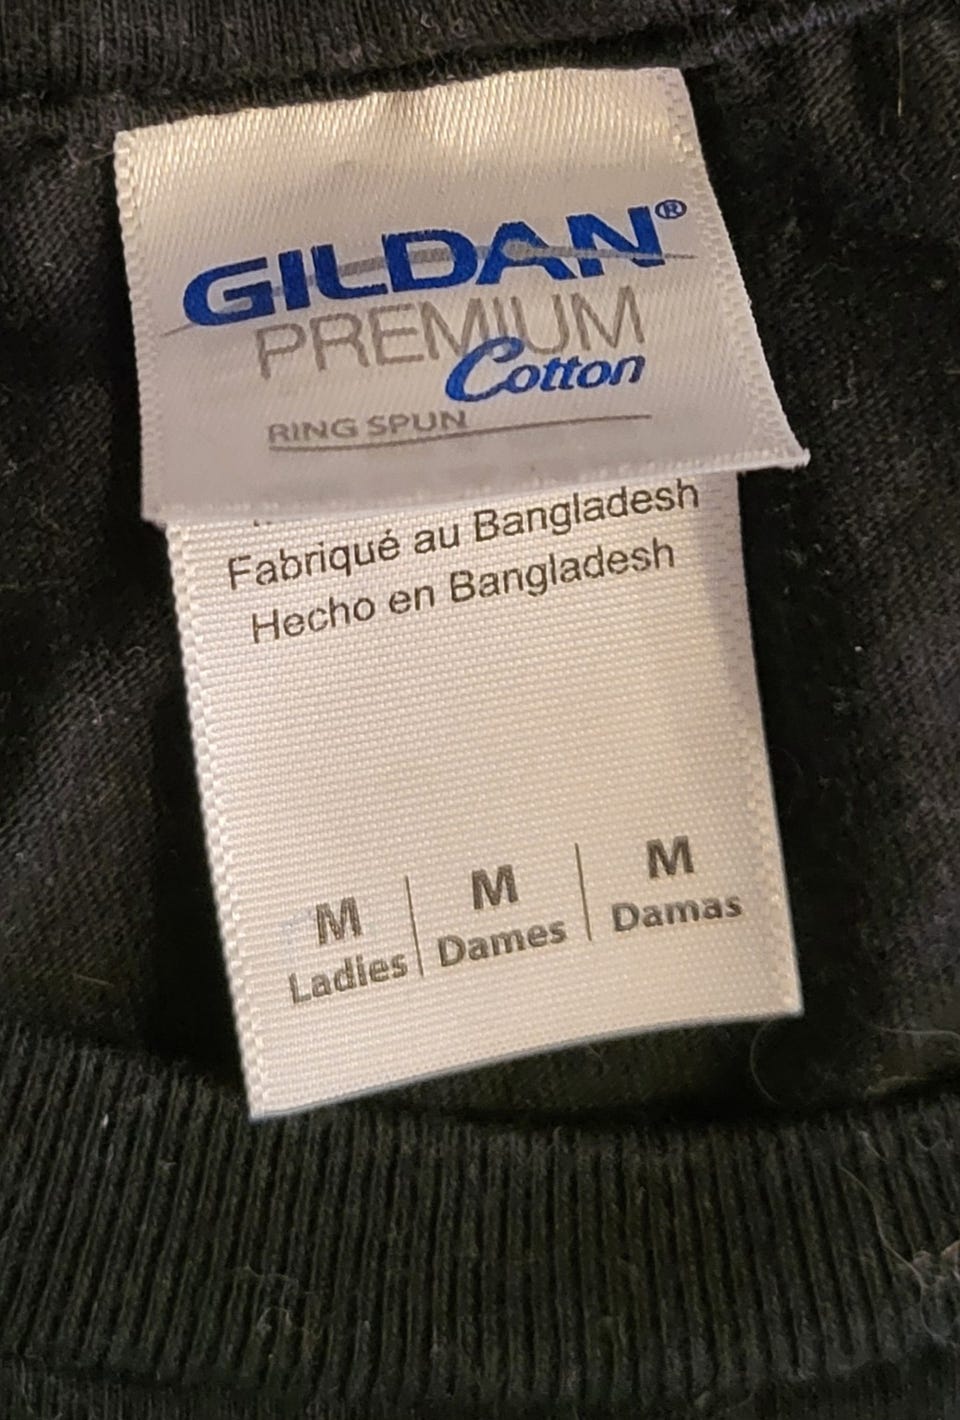 GILDAN®
PREMIUM
Cotton
RING SPUN
Fabriqué au Bangladesh
Hecho en Bangladesh
M | M | M
Ladies | Dames | Damas